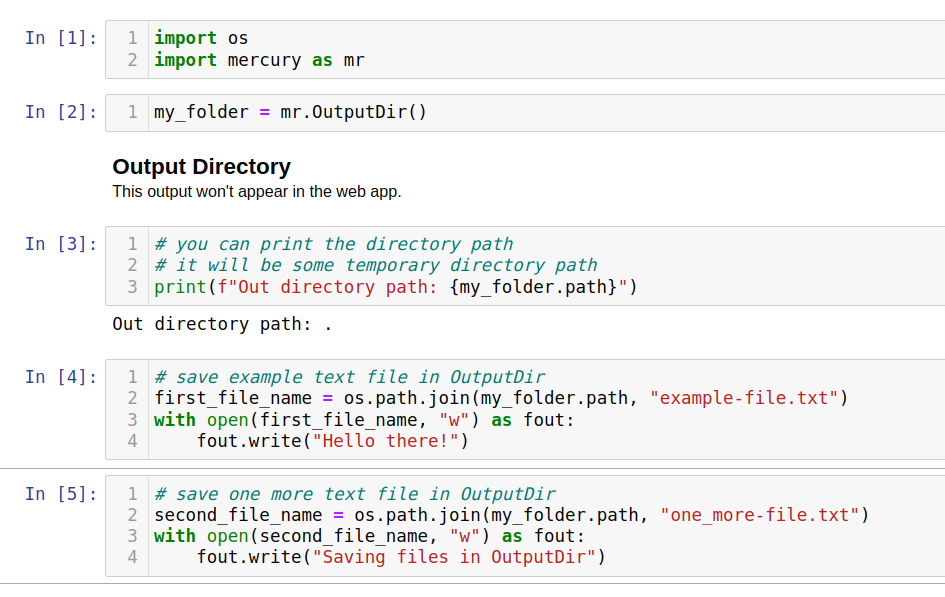 In [1]:
1 import os
2 import mercury as mr
In [2]:
1 my_folder = mr.OutputDir()
Output Directory
This output won't appear in the web app.
In [3]:
1 # you can print the directory path
2 # it will be some temporary directory path
3 print(f"Out directory path: {my_folder.path}")
Out directory path: .
In [4]:
1 # save example text file in OutputDir
2 first_file_name = os.path.join(my_folder.path, "example-file.txt")
3 with open(first_file_name, "w") as fout:
4     fout.write("Hello there!")
In [5]:
1 # save one more text file in OutputDir
2 second_file_name = os.path.join(my_folder.path, "one_more-file.txt")
3 with open(second_file_name, "w") as fout:
4     fout.write("Saving files in OutputDir")